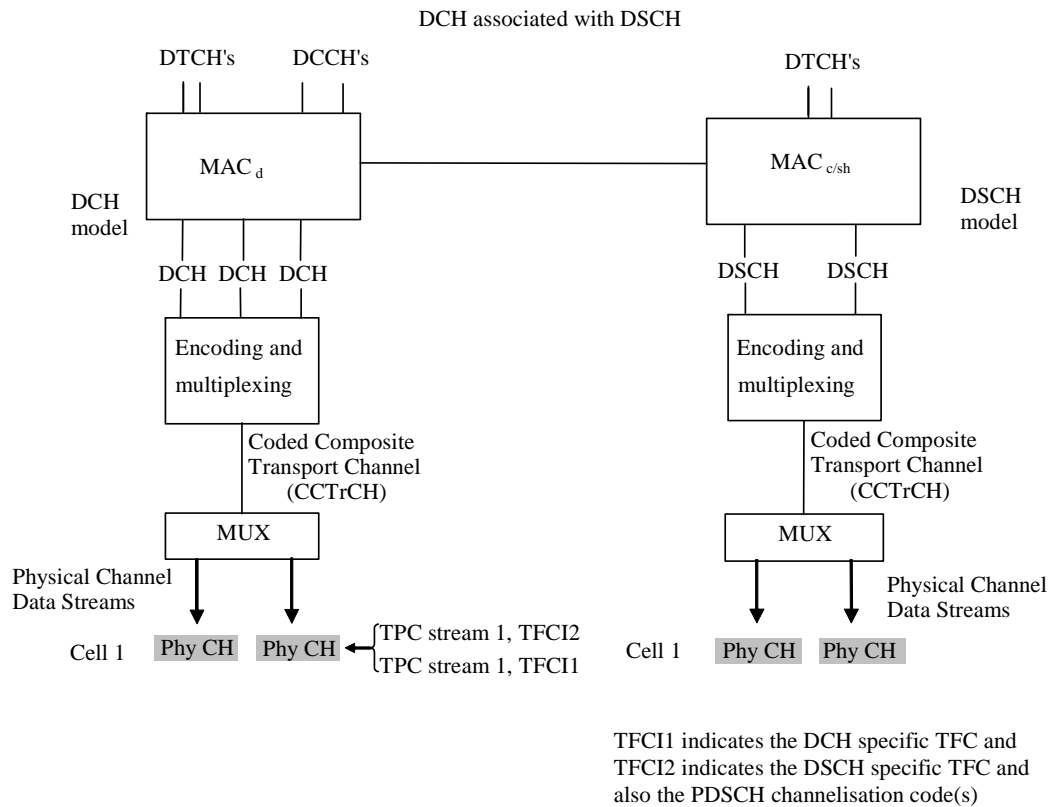 DCH associated with DSCH
DTCH's
DCCH's
DTCH's
MAC d
MAC c/sh
DCH
model
DSCH
model
DCH
DCH
DCH
DSCH
DSCH
Encoding and
multiplexing
Encoding and
multiplexing
Coded Composite
Transport Channel
(CCTrCH)
Coded Composite
Transport Channel
(CCTrCH)
MUX
MUX
Physical Channel
Data Streams
Physical Channel
Data Streams
Cell 1
Phy CH
Phy CH
TPC stream 1, TFCI2
TPC stream 1, TFCI1
Cell 1
Phy CH
Phy CH
TFCI1 indicates the DCH specific TFC and
TFCI2 indicates the DSCH specific TFC and
also the PDSCH channelisation code(s)